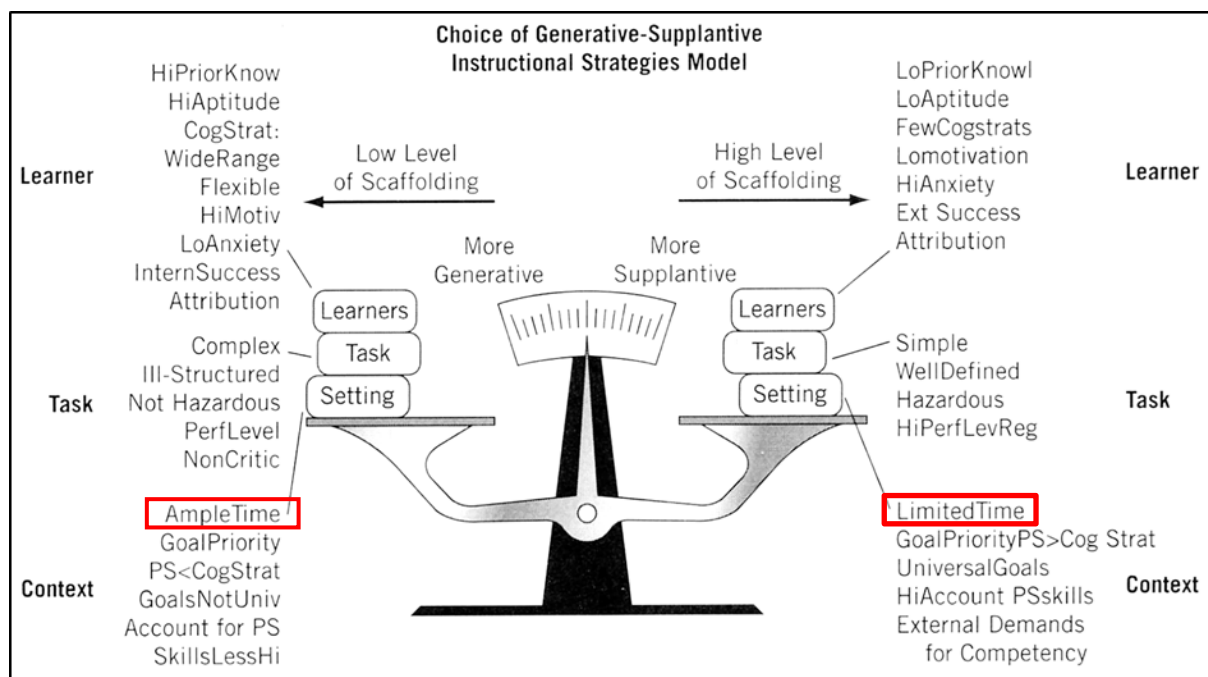 Choice of Generative-Supplantive
Instructional Strategies Model
Learner
HiPriorKnow
HiAptitude
CogStrat:
WideRange
Flexible
HiMotiv
LoAnxiety
InternSuccess
Attribution
Low Level
of Scaffolding
High Level
of Scaffolding
LoPriorKnowl
LoAptitude
FewCogstrats
Lomotivation
HiAnxiety
Ext Success
Attribution
Learner
More
Generative
More
Supplantive
Learners
Task
Setting
Learners
Task
Setting
Task
Complex
Ill-Structured
Not Hazardous
PerfLevel
NonCritic
Simple
WellDefined
Hazardous
HiPerfLevReg
Task
Context
AmpleTime
GoalPriority
PS<CogStrat
GoalsNotUniv
Account for PS
SkillsLessHi
LimitedTime
GoalPriorityPS>Cog Strat
UniversalGoals
HiAccount PSskills
External Demands
for Competency
Context